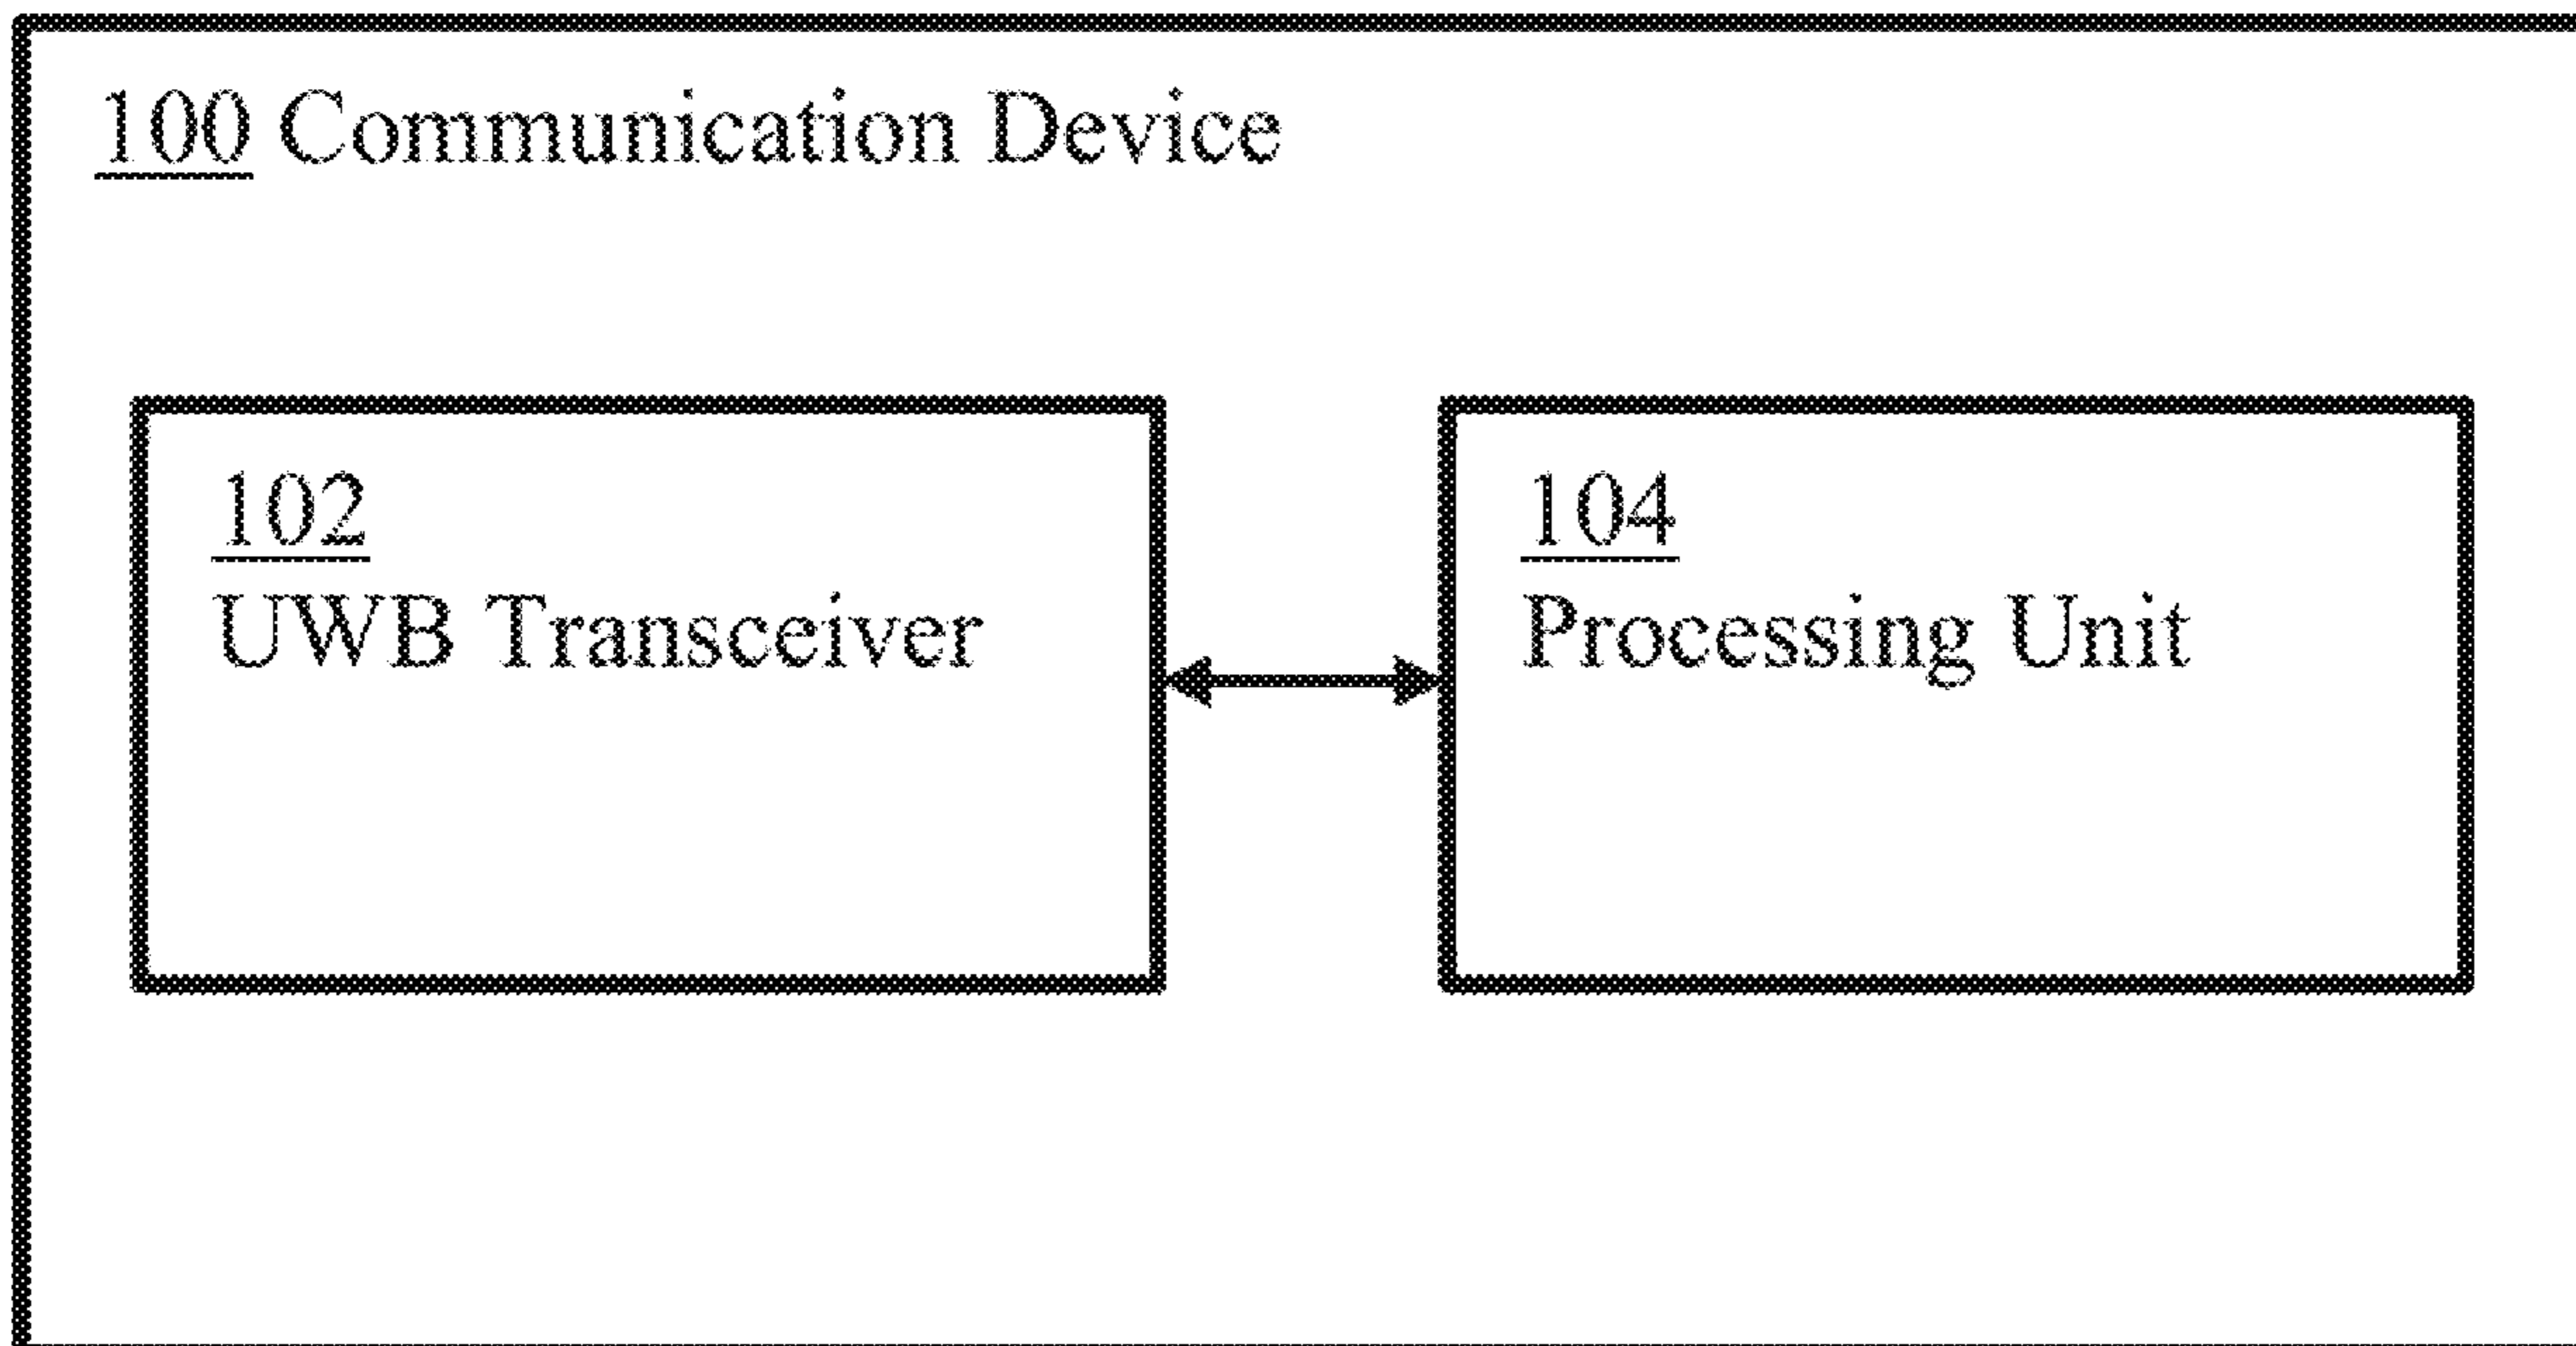 100 Communication Device
102
UWB Transceiver
104
Processing Unit